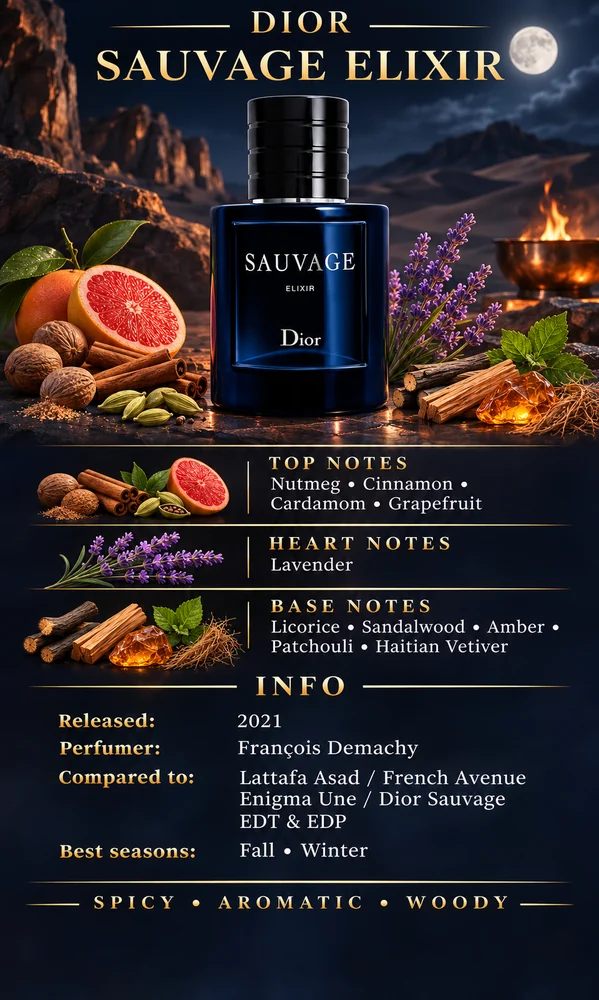 DIOR
SAUVAGE ELIXIR
SAUVAGE
ELIXIR
Dior
TOP NOTES
Nutmeg • Cinnamon •
Cardamom • Grapefruit
HEART NOTES
Lavender
BASE NOTES
Licorice • Sandalwood • Amber •
Patchouli • Haitian Vetiver
INFO
Released: 2021
Perfumer: François Demachy
Compared to: Lattafa Asad / French Avenue
Enigma Une / Dior Sauvage
EDT & EDP
Best seasons: Fall • Winter
SPICY • AROMATIC • WOODY